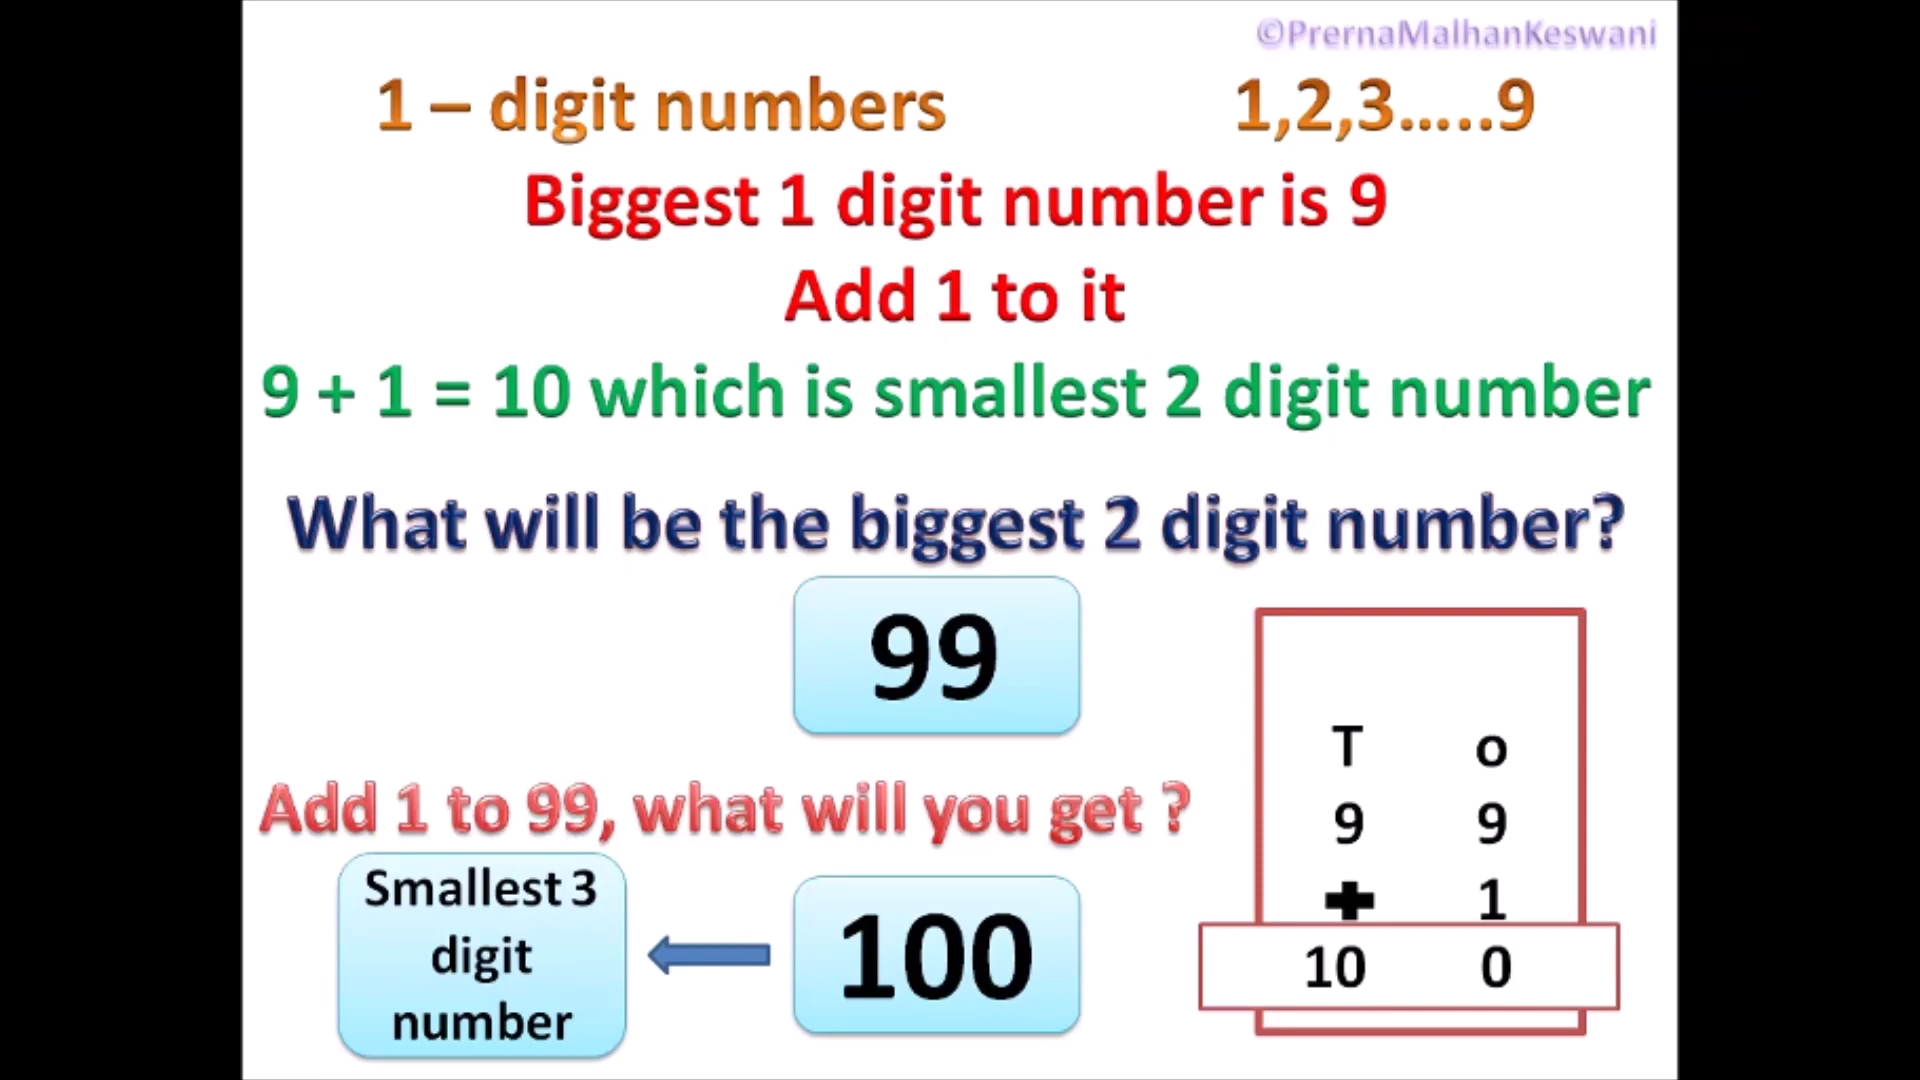 ©PrernaMalhanKeswani
1 – digit numbers 1,2,3.....9
Biggest 1 digit number is 9
Add 1 to it
9 + 1 = 10 which is smallest 2 digit number
What will be the biggest 2 digit number?
99
Add 1 to 99, what will you get ?
Smallest 3
digit
number
100
T o
9 9
+ 1
10 0